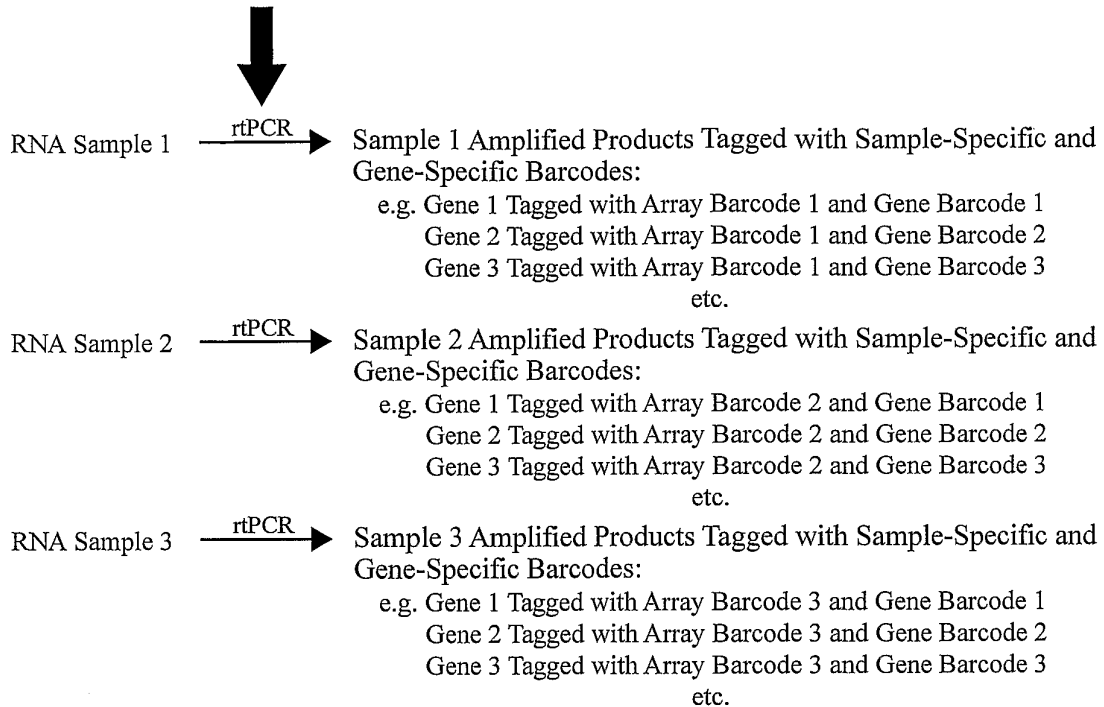 RNA Sample 1
rtPCR
Sample 1 Amplified Products Tagged with Sample-Specific and
Gene-Specific Barcodes:
e.g. Gene 1 Tagged with Array Barcode 1 and Gene Barcode 1
Gene 2 Tagged with Array Barcode 1 and Gene Barcode 2
Gene 3 Tagged with Array Barcode 1 and Gene Barcode 3
etc.
RNA Sample 2
rtPCR
Sample 2 Amplified Products Tagged with Sample-Specific and
Gene-Specific Barcodes:
e.g. Gene 1 Tagged with Array Barcode 2 and Gene Barcode 1
Gene 2 Tagged with Array Barcode 2 and Gene Barcode 2
Gene 3 Tagged with Array Barcode 2 and Gene Barcode 3
etc.
RNA Sample 3
rtPCR
Sample 3 Amplified Products Tagged with Sample-Specific and
Gene-Specific Barcodes:
e.g. Gene 1 Tagged with Array Barcode 3 and Gene Barcode 1
Gene 2 Tagged with Array Barcode 3 and Gene Barcode 2
Gene 3 Tagged with Array Barcode 3 and Gene Barcode 3
etc.